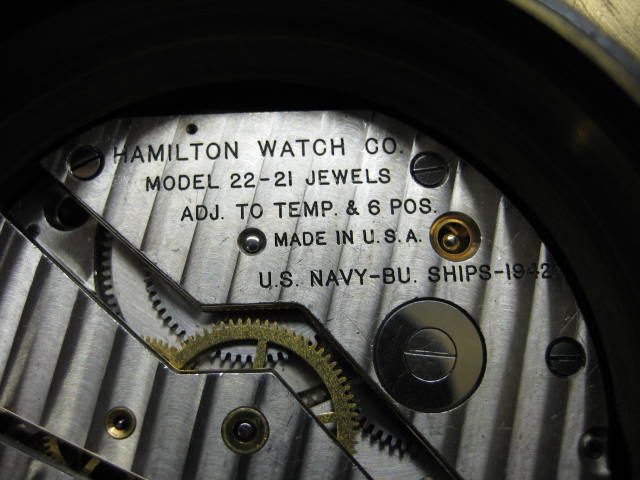 HAMILTON WATCH CO.
MODEL 22-21 JEWELS
ADJ. TO TEMP. & 6 POS.
MADE IN U.S.A.
U.S. NAVY-BU. SHIPS-1942